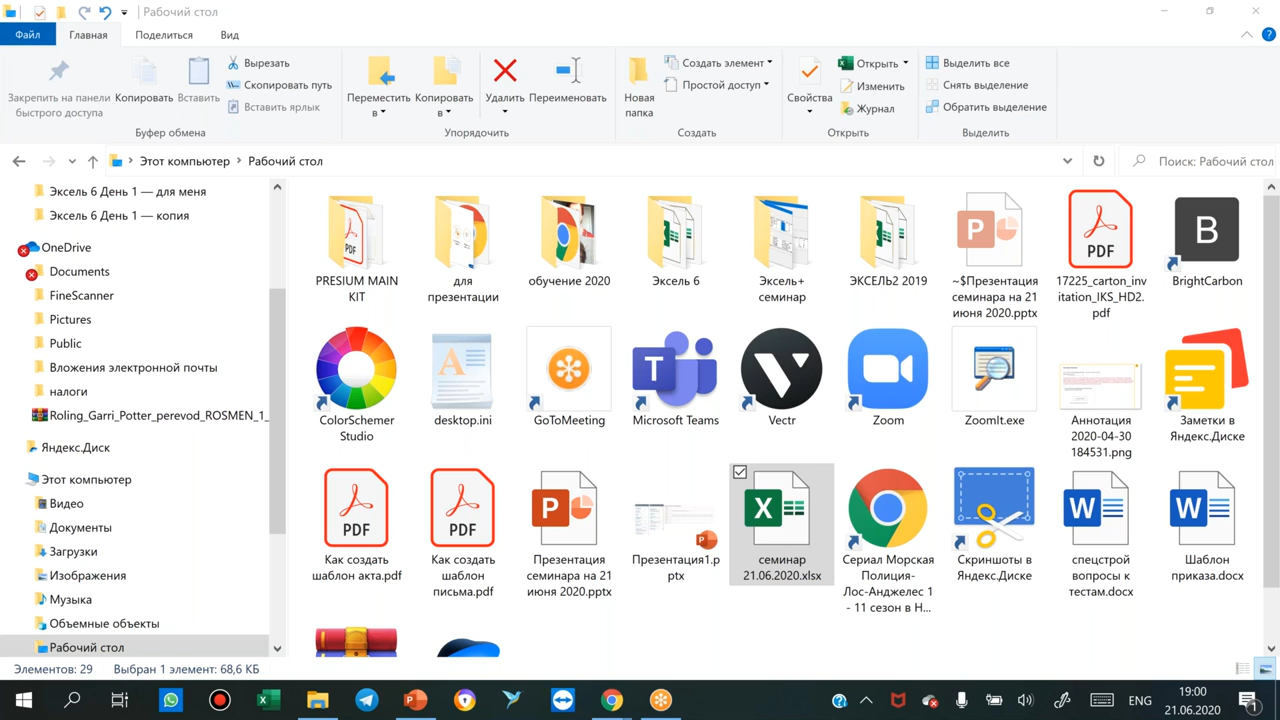 Рабочий стол
Файл
Главная
Поделиться
Вид
Закрепить на панели
быстрого доступа
Копировать
Вставить
Вырезать
Скопировать путь
Вставить ярлык
Буфер обмена
Переместить
в
Копировать
в
Удалить
Переименовать
Упорядочить
Новая
папка
Создать элемент
Простой доступ
Создать
Свойства
Открыть
Изменить
Журнал
Открыть
Выделить все
Снять выделение
Обратить выделение
Выделить
Этот компьютер
Рабочий стол
Поиск: Рабочий стол
Эксель 6 День 1 — для меня
Эксель 6 День 1 — копия
OneDrive
Documents
FineScanner
Pictures
Public
Вложения электронной почты
налоги
Roling_Garri_Potter_perevod_ROSMEN_1_
Яндекс.Диск
Этот компьютер
Видео
Документы
Загрузки
Изображения
Музыка
Объемные объекты
Рабочий стол
PDF
PRESIUM MAIN
KIT
для
презентации
обучение 2020
Эксель 6
Эксель+
семинар
ЭКСЕЛЬ2 2019
P
~$Презентация
семинара на 21
июня 2020.pptx
PDF
17225_carton_inv
itation_IKS_HD2.
pdf
B
BrightCarbon
ColorSchemer
Studio
A
desktop.ini
GoToMeeting
T
Microsoft Teams
Vectr
Zoom
ZoomIt.exe
Аннотация
2020-04-30
184531.png
Заметки в
Яндекс.Диске
PDF
Как создать
шаблон акта.pdf
PDF
Как создать
шаблон
письма.pdf
P
Презентация
семинара на 21
июня 2020.pptx
Презентация1.p
ptx
X
семинар
21.06.2020.xlsx
Сериал Морская
Полиция-
Лос-Анджелес 1
- 11 сезон в H...
Скриншоты в
Яндекс.Диске
W
спецстрой
вопросы к
тестам.docx
W
Шаблон
приказа.docx
Элементов: 29
Выбран 1 элемент: 68,6 КБ
ENG
19:00
21.06.2020
1